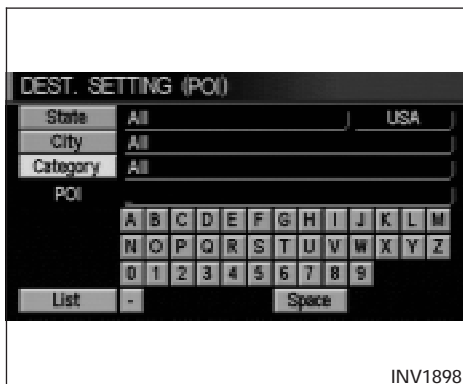 DEST. SETTING (POI)
State All USA
City All
Category All
POI
A B C D E F G H I J K L M
N O P Q R S T U V W X Y Z
0 1 2 3 4 5 6 7 8 9
List - Space
INV1898